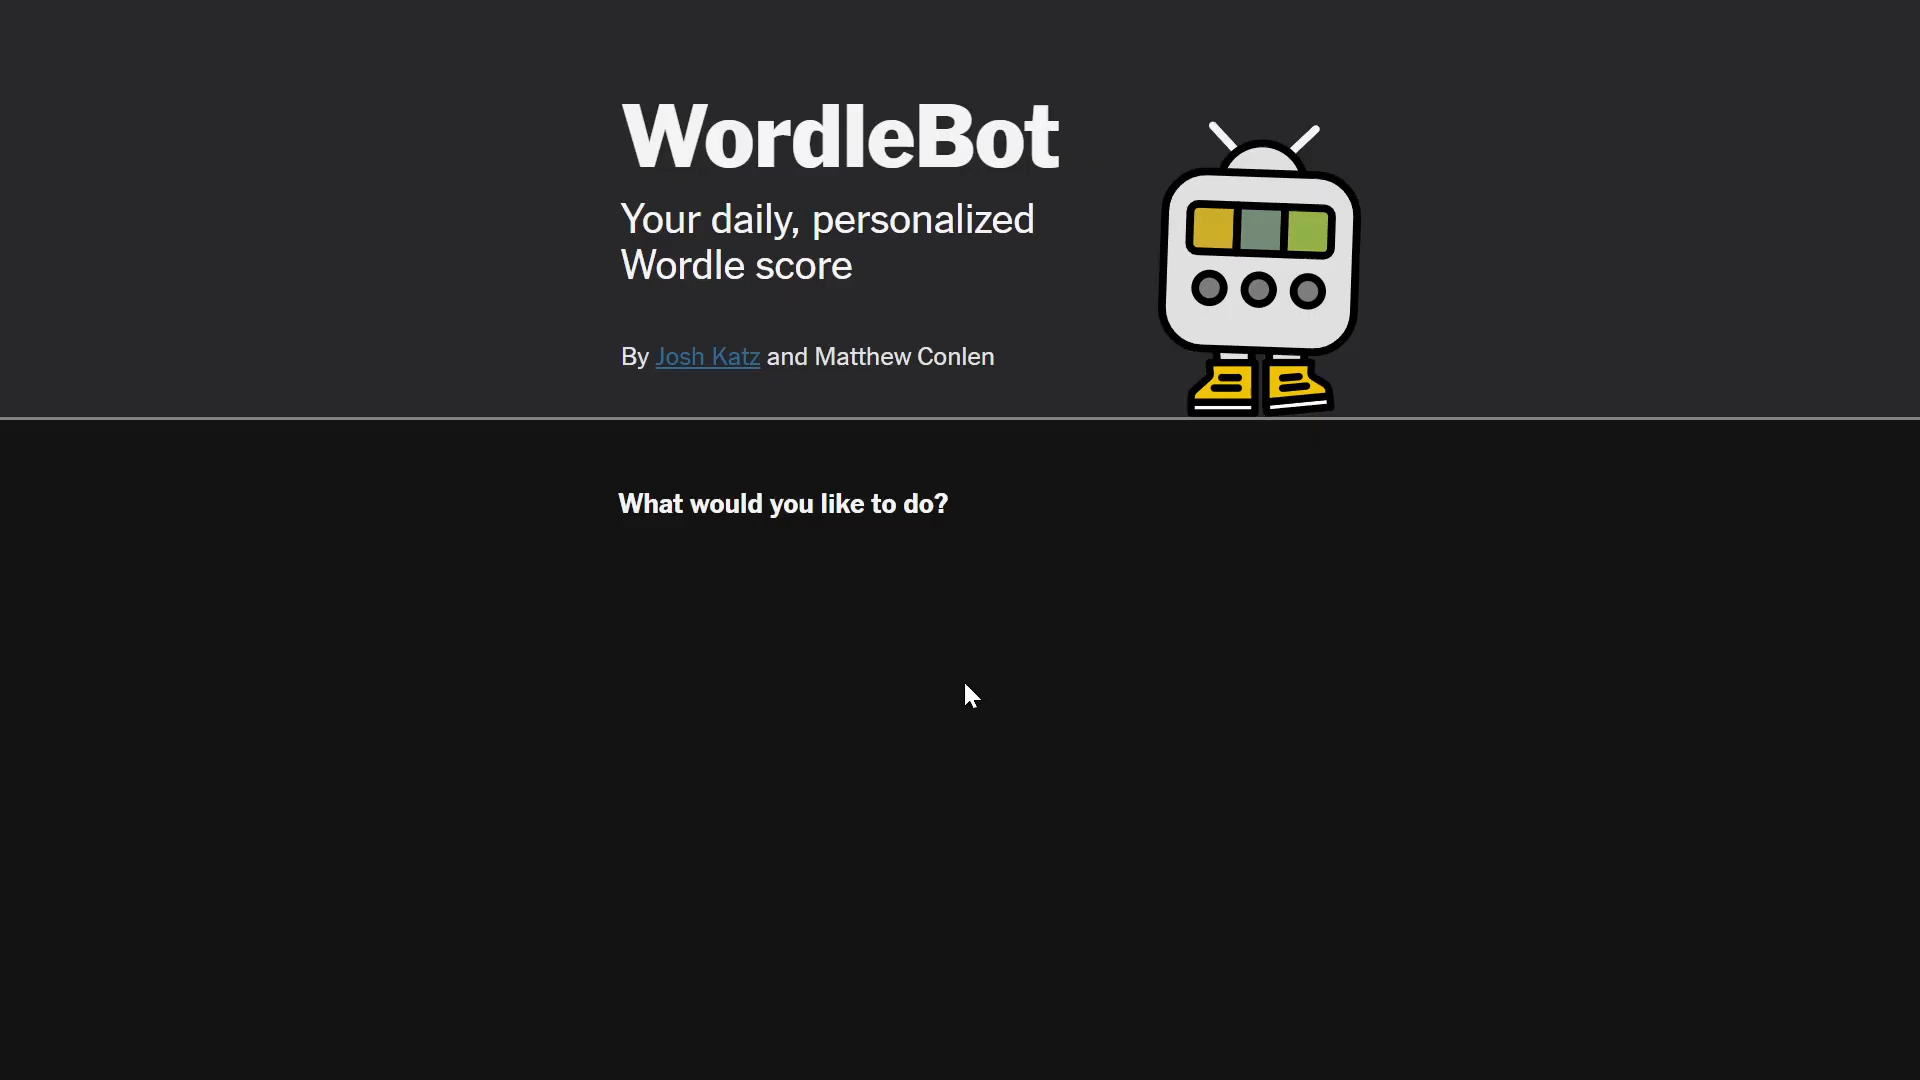 WordleBot
Your daily, personalized
Wordle score
By Josh Katz and Matthew Conlen
What would you like to do?